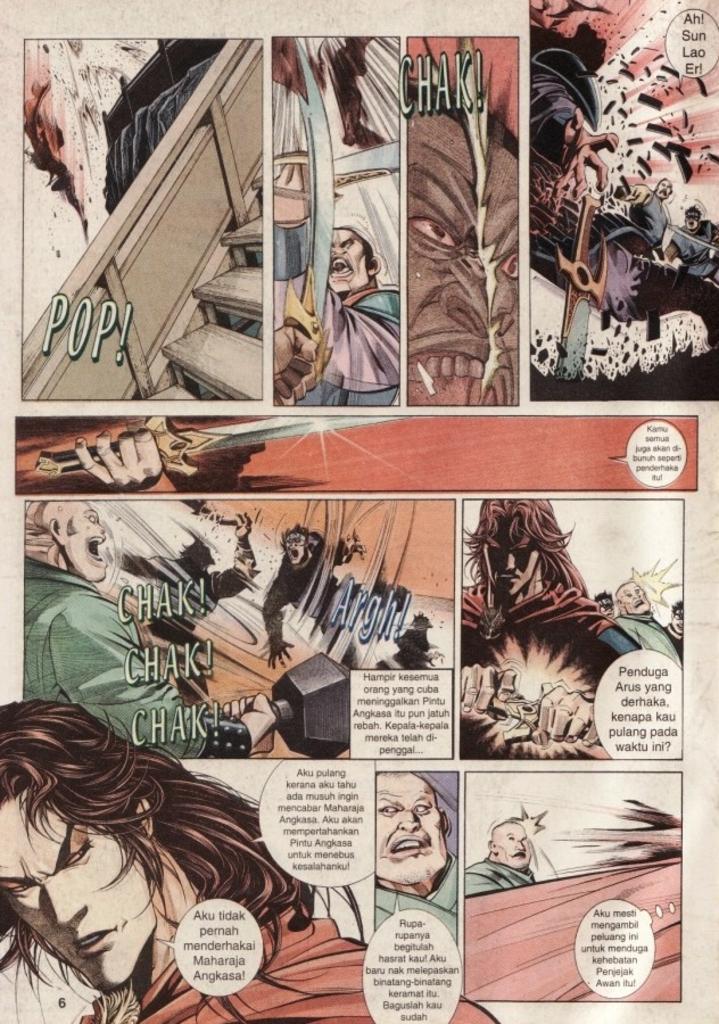 Ah!
Sun
Lao
Er!
CHAK!
POP!
Kamu
semua
juga akan di-
bunuh seperti
penderhaka
itu!
CHAK!
CHAK!
CHAK!
Argh!
Hampir kesemua
orang yang cuba
meninggalkan Pintu
Angkasa itu pun jatuh
rebah. Kepala-kepala
mereka telah di-
penggal...
Penduga
Arus yang
derhaka,
kenapa kau
pulang pada
waktu ini?
Aku pulang
kerana aku tahu
ada musuh ingin
mencabar Maharaja
Angkasa. Aku akan
mempertahankan
Pintu Angkasa
untuk menebus
kesalahanku!
Aku tidak
pernah
menderhakai
Maharaja
Angkasa!
Rupa-
rupanya
begitulah
hasrat kau! Aku
baru nak melepaskan
binatang-binatang
keramat itu.
Baguslah kau
sudah
Aku mesti
mengambil
peluang ini
untuk menduga
kehebatan
Penjejak
Awan itu!
6